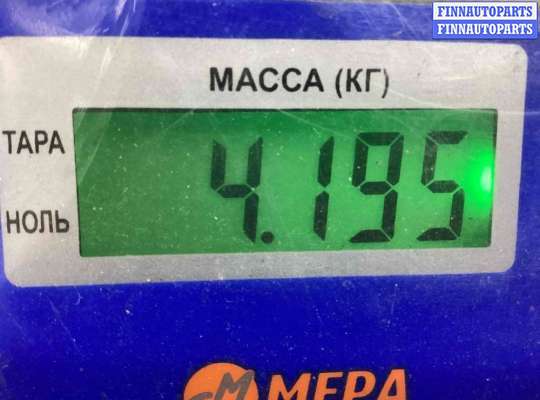 FINNAUTOPARTS
FINNAUTOPARTS
МАССА (КГ)
ТАРА
4.195
НОЛЬ
МЕРА